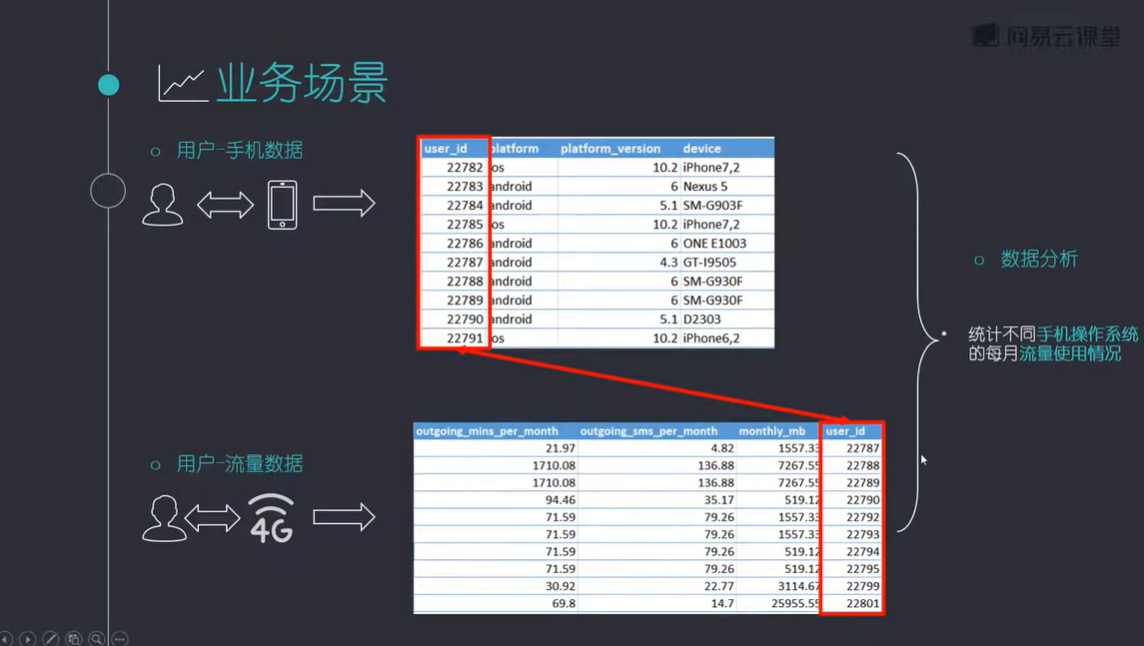 网易云课堂
业务场景
用户-手机数据
user_id platform platform_version device
22782 ios 10.2 iPhone7,2
22783 android 6 Nexus 5
22784 android 5.1 SM-G903F
22785 ios 10.2 iPhone7,2
22786 android 6 ONE E1003
22787 android 4.3 GT-I9505
22788 android 6 SM-G930F
22789 android 6 SM-G930F
22790 android 5.1 D2303
22791 ios 10.2 iPhone6,2
数据分析
统计不同手机操作系统
的每月流量使用情况
用户-流量数据
4G
outgoing_mins_per_month outgoing_sms_per_month monthly_mb user_id
21.97 4.82 1557.33 22787
1710.08 136.88 7267.55 22788
1710.08 136.88 7267.55 22789
94.46 35.17 519.12 22790
71.59 79.26 1557.33 22792
71.59 79.26 1557.33 22793
71.59 79.26 519.12 22794
71.59 79.26 519.12 22795
30.92 22.77 3114.67 22799
69.8 14.7 25955.55 22801